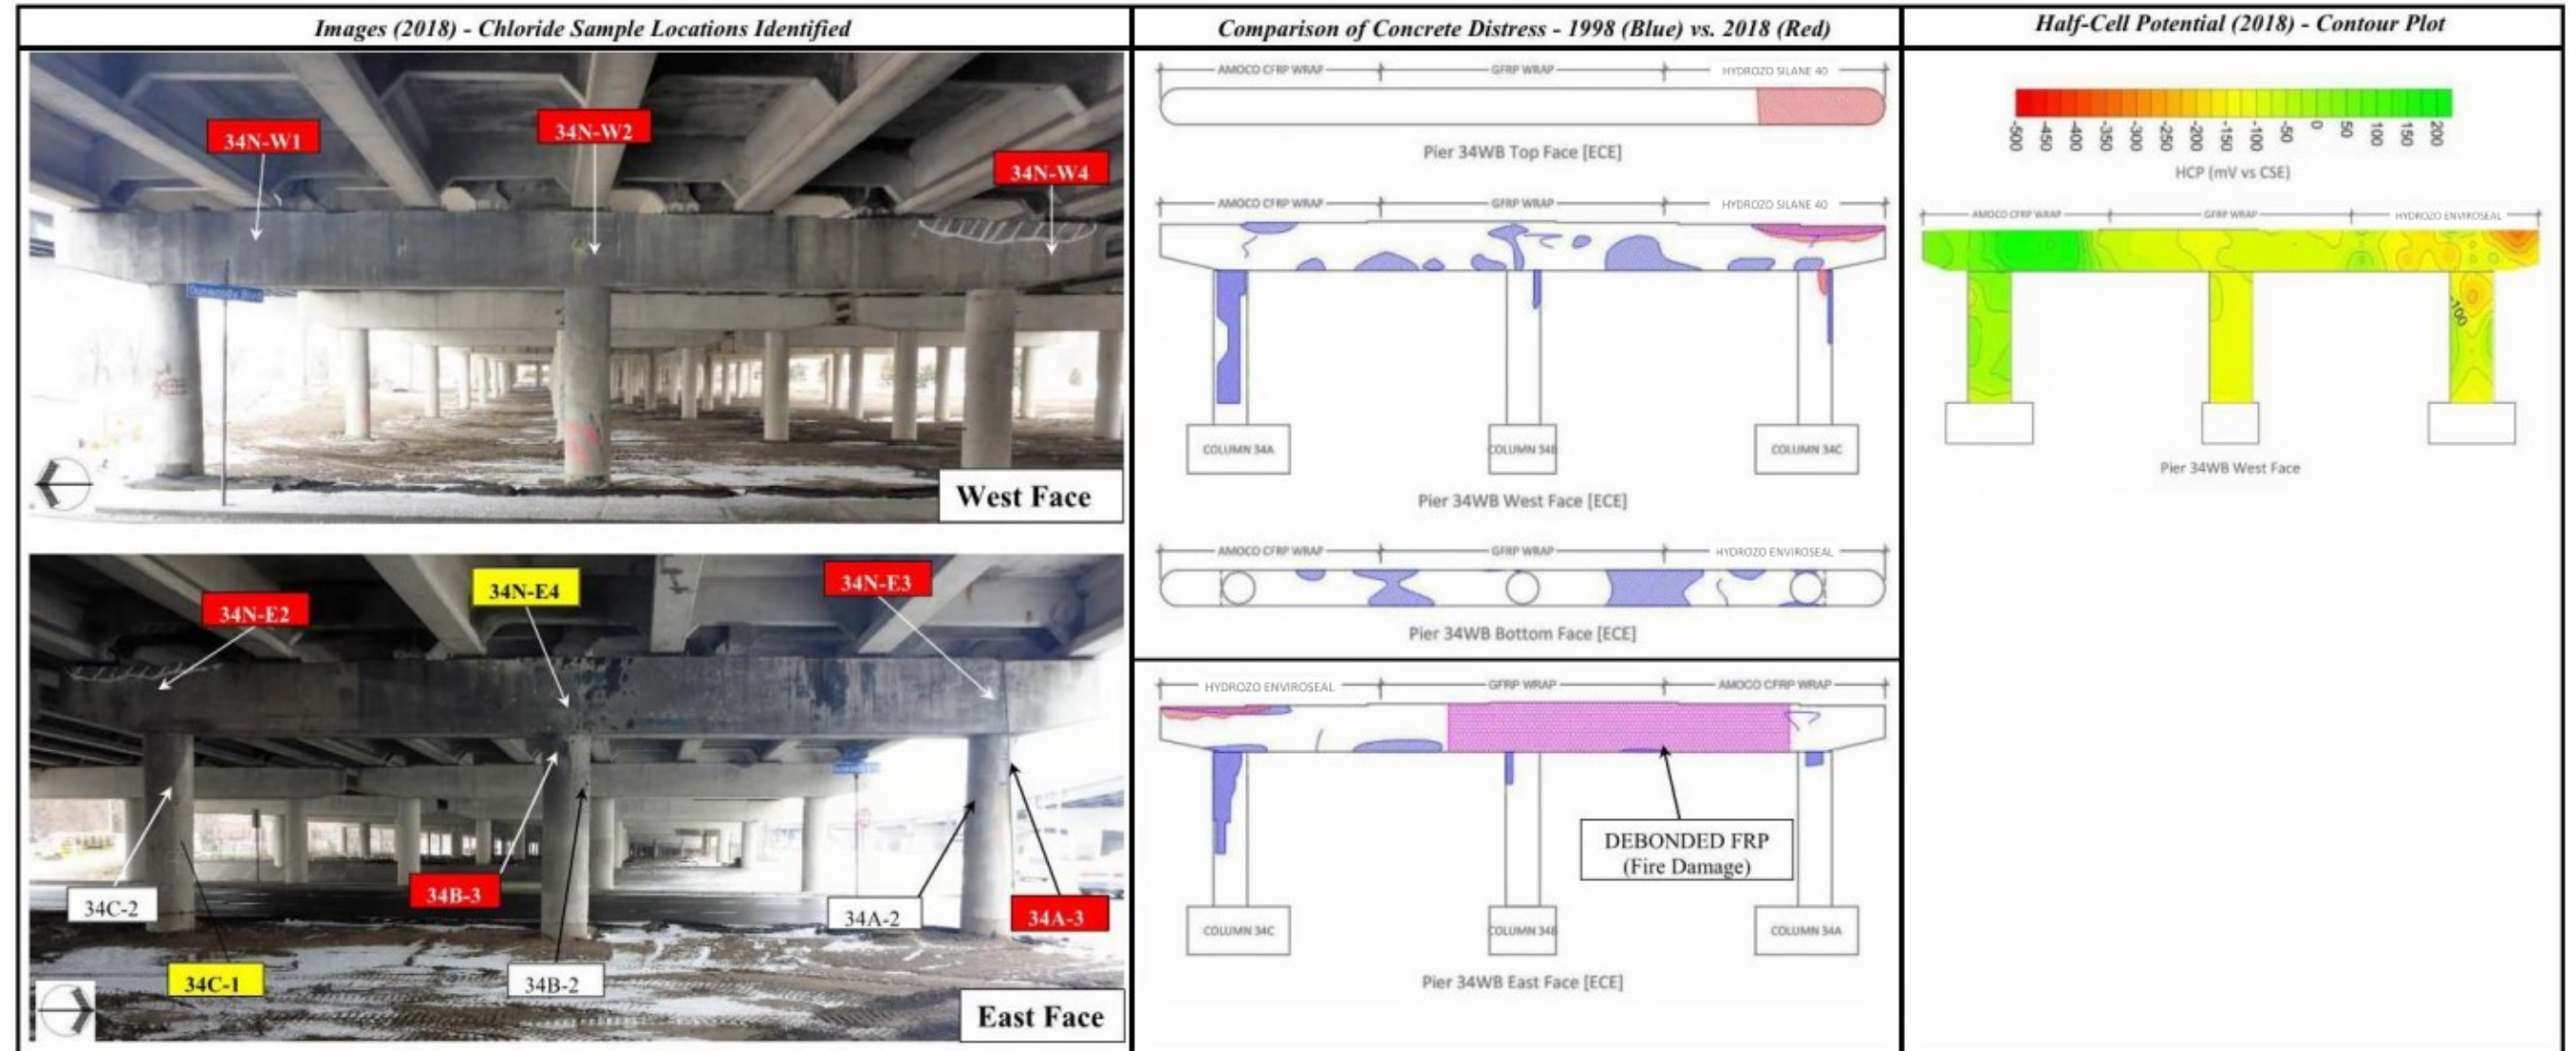 Images (2018) - Chloride Sample Locations Identified
Comparison of Concrete Distress - 1998 (Blue) vs. 2018 (Red)
Half-Cell Potential (2018) - Contour Plot
34N-W1
34N-W2
34N-W4
West Face
34N-E2
34N-E4
34N-E3
34C-2
34B-3
34A-2
34A-3
34C-1
34B-2
East Face
AMOCO CFRP WRAP
GFRP WRAP
HYDROZO SILANE 40
Pier 34WB Top Face [ECE]
AMOCO CFRP WRAP
GFRP WRAP
HYDROZO SILANE 40
COLUMN 34A
COLUMN 34B
COLUMN 34C
Pier 34WB West Face [ECE]
AMOCO CFRP WRAP
GFRP WRAP
HYDROZO ENVIROSEAL
Pier 34WB Bottom Face [ECE]
HYDROZO ENVIROSEAL
GFRP WRAP
AMOCO CFRP WRAP
DEBONDED FRP
(Fire Damage)
COLUMN 34C
COLUMN 34B
COLUMN 34A
Pier 34WB East Face [ECE]
-500 -450 -400 -350 -300 -250 -200 -150 -100 -50 0 50 100 150 200
HCP (mV vs CSE)
AMOCO CFRP WRAP
GFRP WRAP
HYDROZO ENVIROSEAL
-100
Pier 34WB West Face